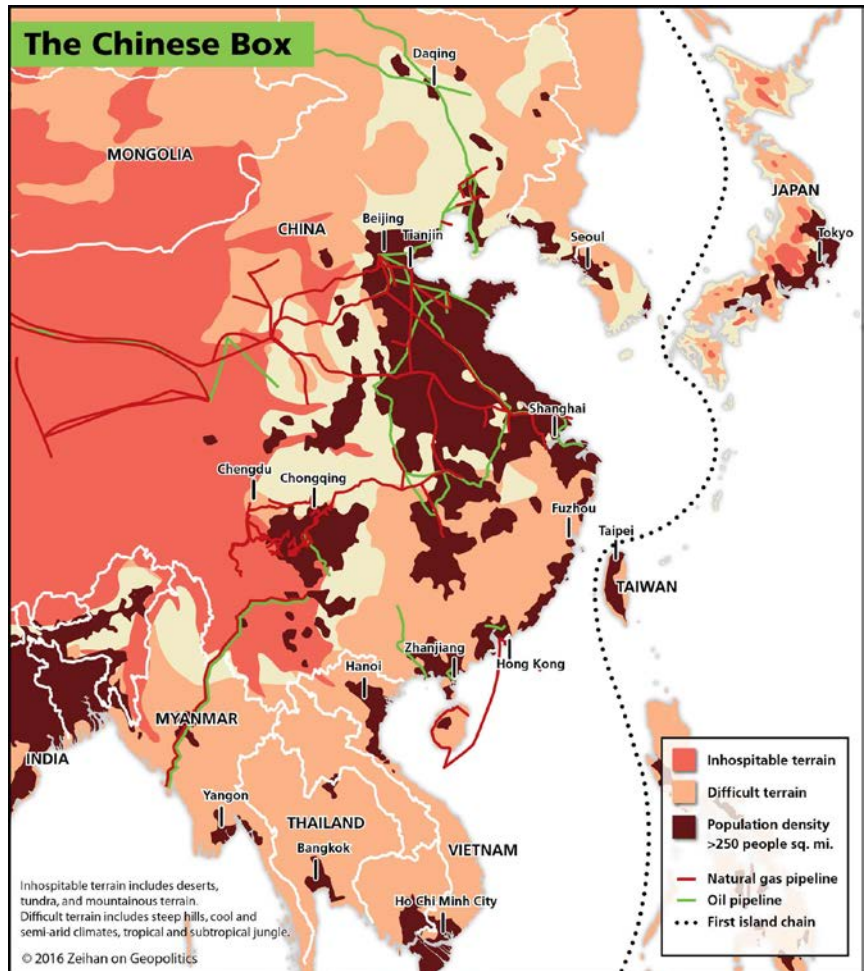 The Chinese Box
Daqing
MONGOLIA
JAPAN
CHINA
Beijing
Tianjin
Seoul
Tokyo
Shanghai
Chengdu
Chongqing
Fuzhou
Taipei
TAIWAN
Zhanjiang
Hong Kong
Hanoi
MYANMAR
INDIA
Yangon
THAILAND
Bangkok
VIETNAM
Ho Chi Minh City
Inhospitable terrain
Difficult terrain
Population density
>250 people sq. mi.
Natural gas pipeline
Oil pipeline
First island chain
Inhospitable terrain includes deserts,
tundra, and mountainous terrain.
Difficult terrain includes steep hills, cool and
semi-arid climates, tropical and subtropical jungle.
© 2016 Zeihan on Geopolitics